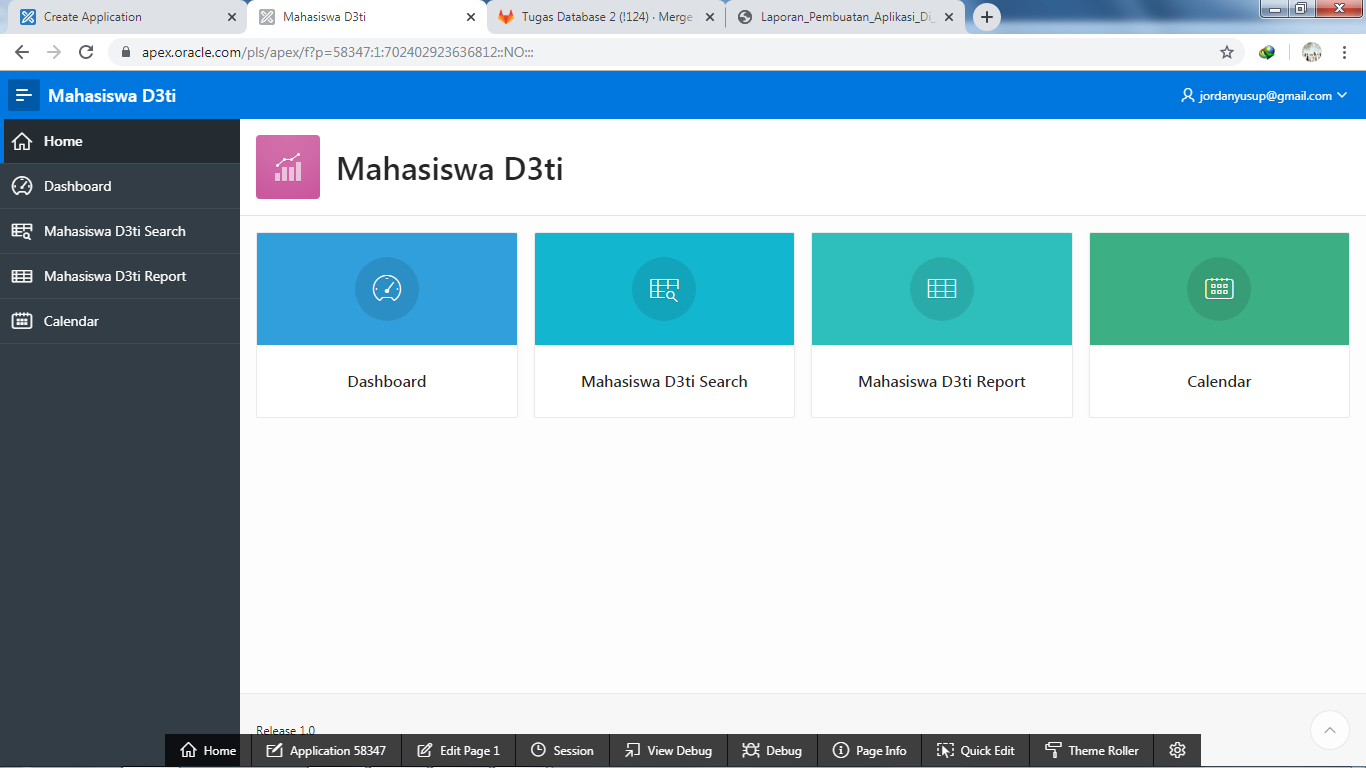 Create Application
Mahasiswa D3ti
Tugas Database 2 (!124) · Merge
Laporan_Pembuatan_Aplikasi_Di_
apex.oracle.com/pls/apex/f?p=58347:1:702402923636812::NO:::
Mahasiswa D3ti
jordanyusup@gmail.com
Home
Dashboard
Mahasiswa D3ti Search
Mahasiswa D3ti Report
Calendar
Mahasiswa D3ti
Dashboard
Mahasiswa D3ti Search
Mahasiswa D3ti Report
Calendar
Release 1.0
Home
Application 58347
Edit Page 1
Session
View Debug
Debug
Page Info
Quick Edit
Theme Roller